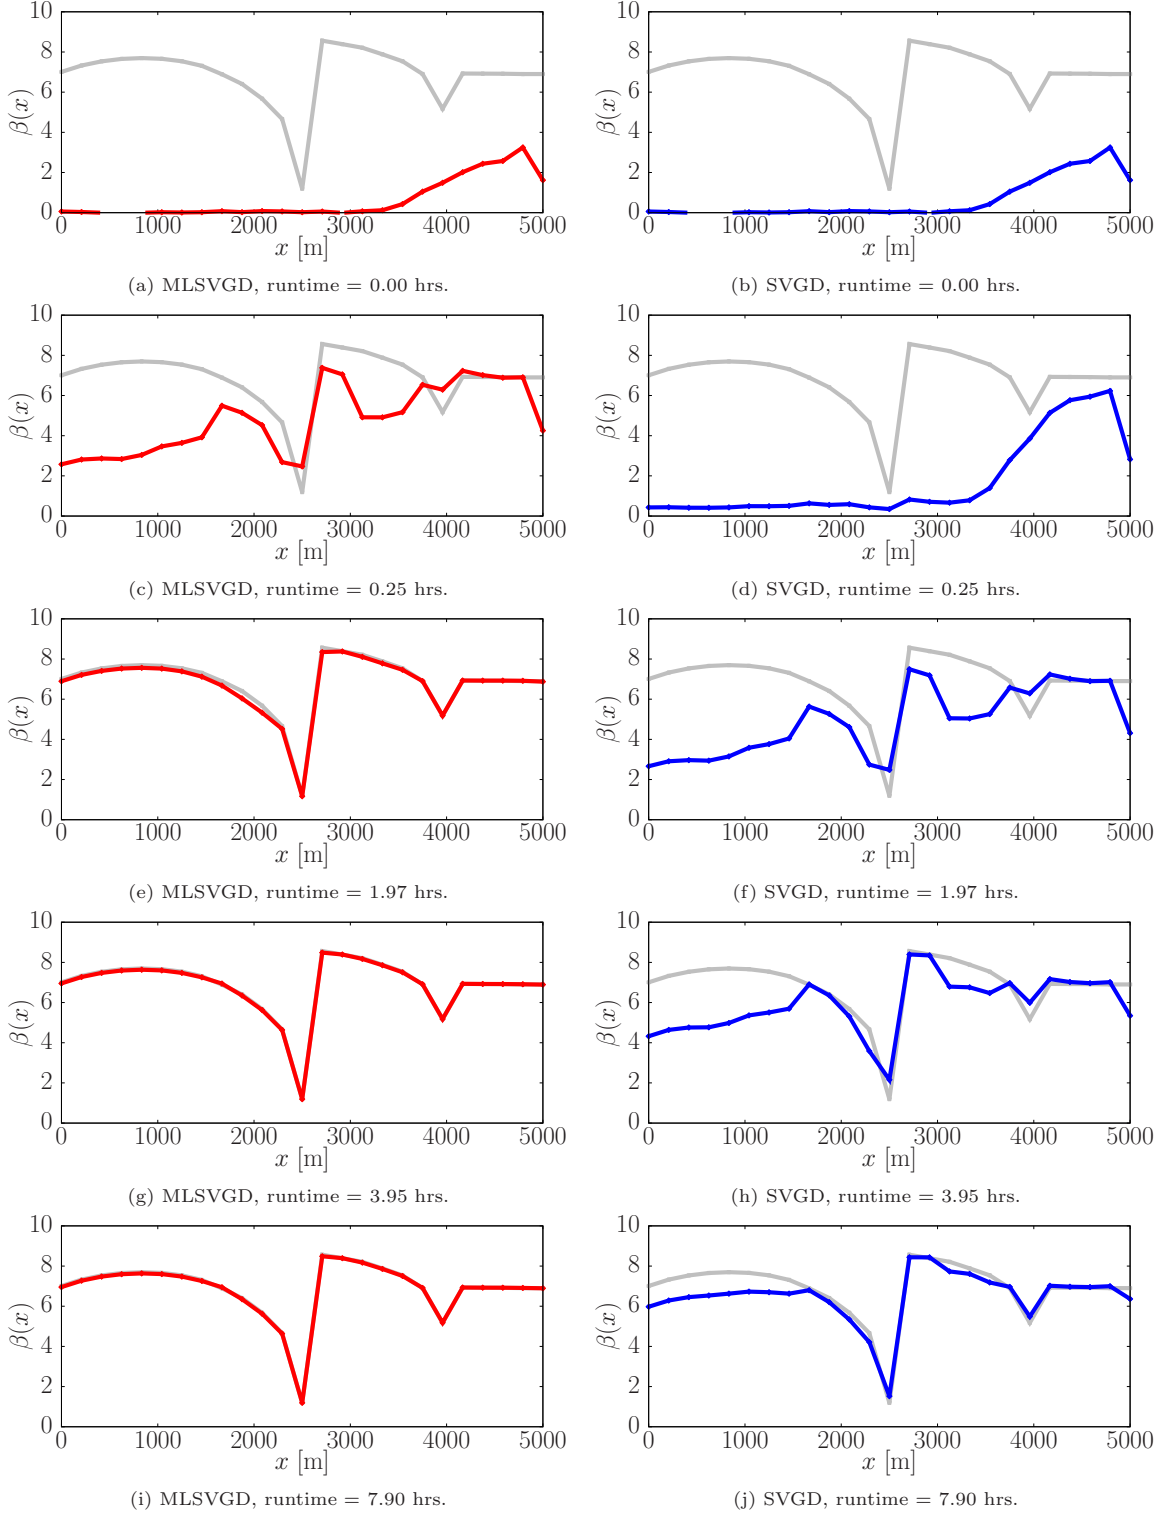 10
8
6
4
2
0
β(x)
0 1000 2000 3000 4000 5000
x [m]
(a) MLSVGD, runtime = 0.00 hrs.
10
8
6
4
2
0
β(x)
0 1000 2000 3000 4000 5000
x [m]
(b) SVGD, runtime = 0.00 hrs.
10
8
6
4
2
0
β(x)
0 1000 2000 3000 4000 5000
x [m]
(c) MLSVGD, runtime = 0.25 hrs.
10
8
6
4
2
0
β(x)
0 1000 2000 3000 4000 5000
x [m]
(d) SVGD, runtime = 0.25 hrs.
10
8
6
4
2
0
β(x)
0 1000 2000 3000 4000 5000
x [m]
(e) MLSVGD, runtime = 1.97 hrs.
10
8
6
4
2
0
β(x)
0 1000 2000 3000 4000 5000
x [m]
(f) SVGD, runtime = 1.97 hrs.
10
8
6
4
2
0
β(x)
0 1000 2000 3000 4000 5000
x [m]
(g) MLSVGD, runtime = 3.95 hrs.
10
8
6
4
2
0
β(x)
0 1000 2000 3000 4000 5000
x [m]
(h) SVGD, runtime = 3.95 hrs.
10
8
6
4
2
0
β(x)
0 1000 2000 3000 4000 5000
x [m]
(i) MLSVGD, runtime = 7.90 hrs.
10
8
6
4
2
0
β(x)
0 1000 2000 3000 4000 5000
x [m]
(j) SVGD, runtime = 7.90 hrs.